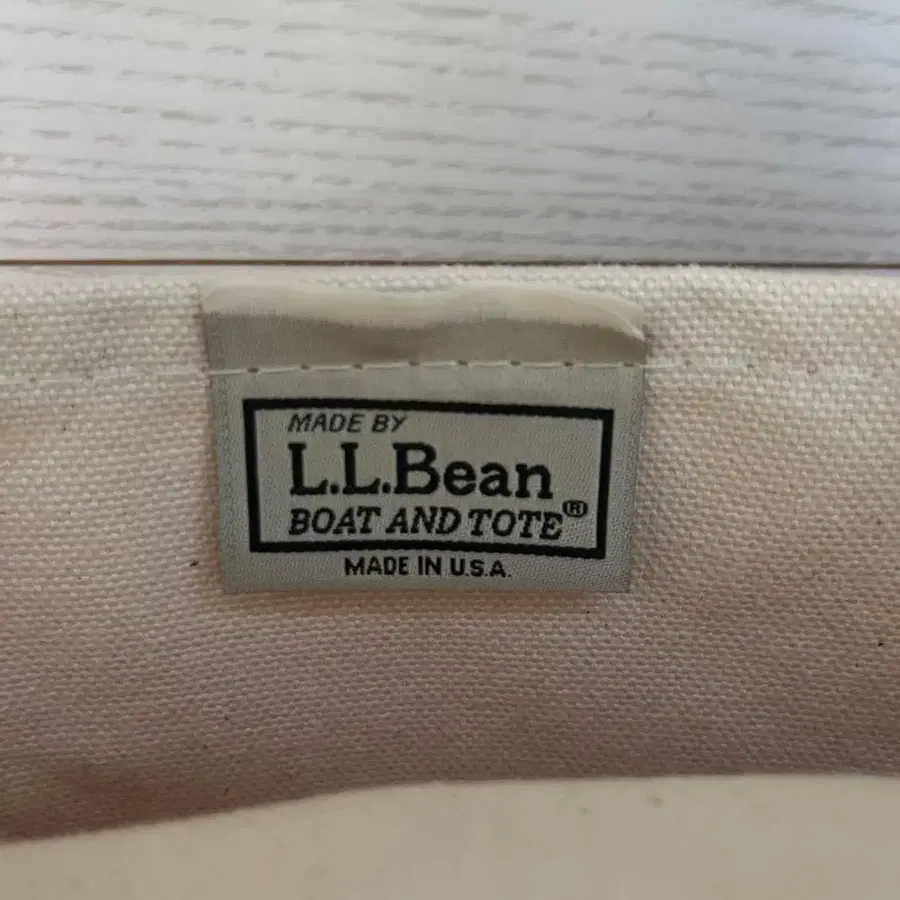 MADE BY
L.L.Bean
BOAT AND TOTE®
MADE IN U.S.A.